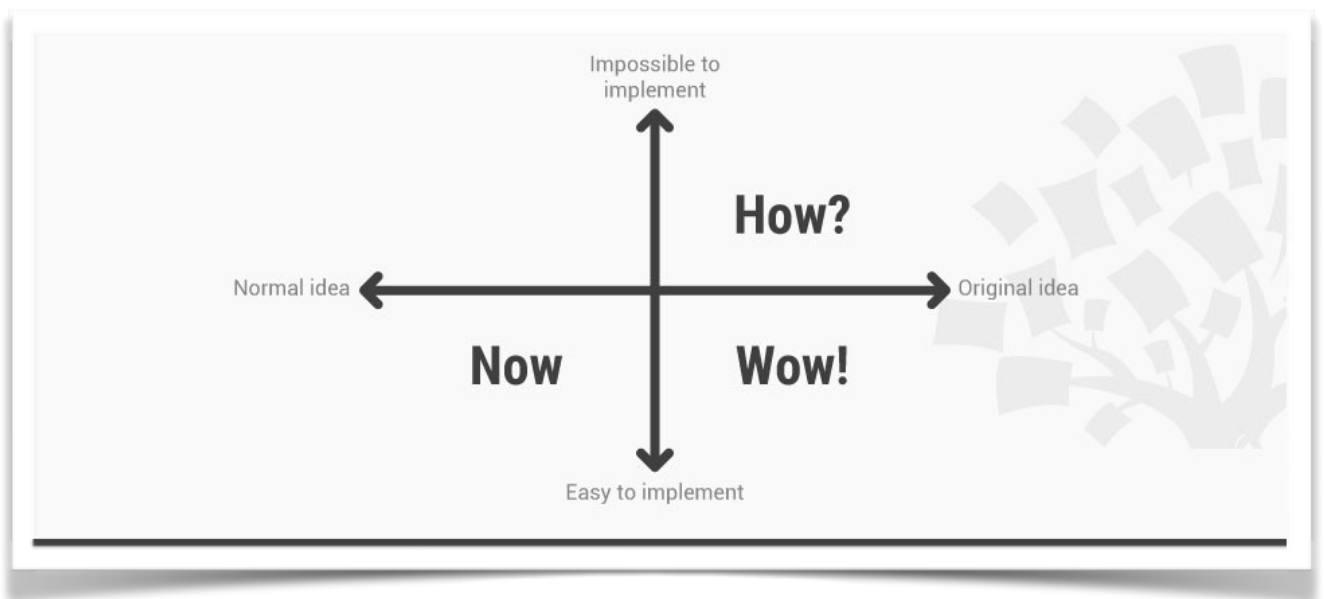 Impossible to
implement
How?
Normal idea
Original idea
Now
Wow!
Easy to implement